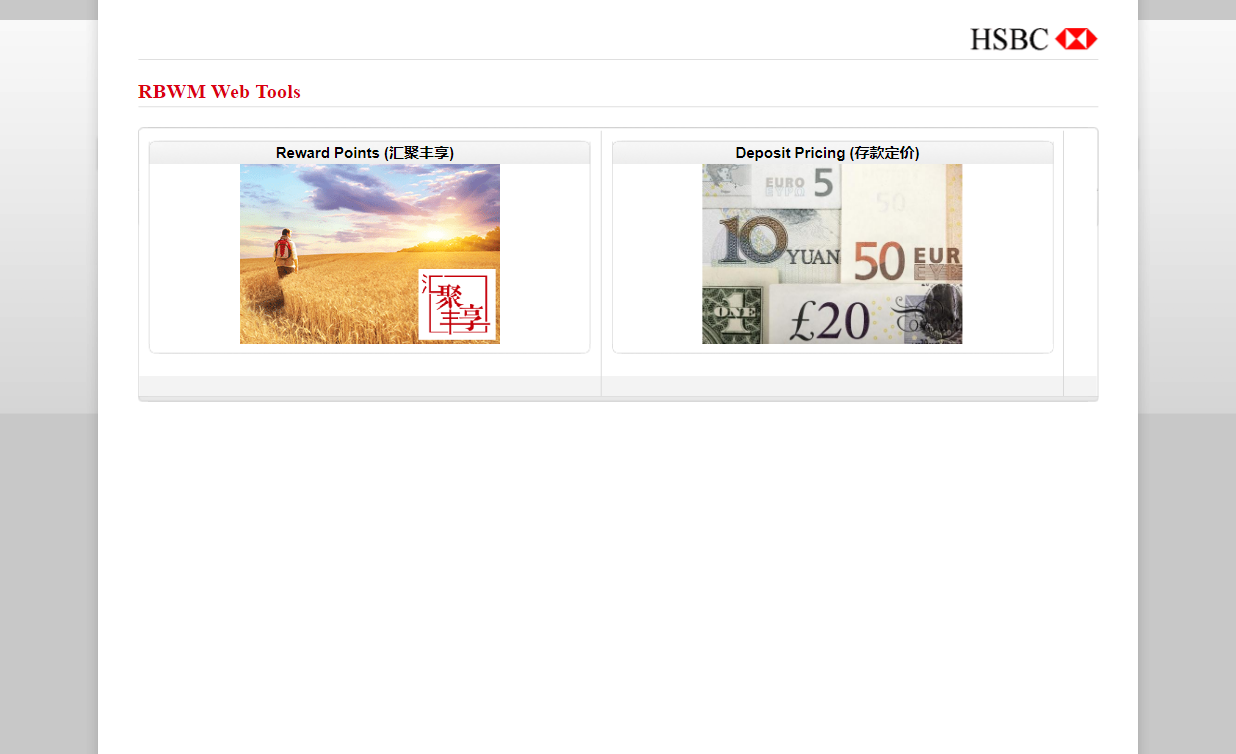 HSBC
RBWM Web Tools
Reward Points (汇聚丰享)
汇聚丰享
Deposit Pricing (存款定价)
EURO 5
50
10 YUAN
50 EUR
ONE
£20